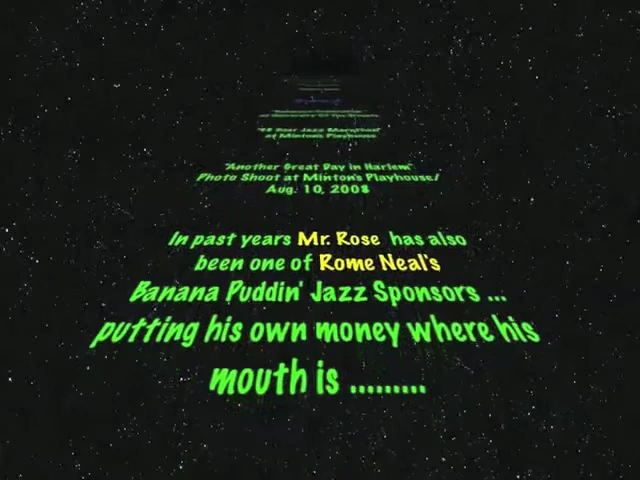 "Another Great Day in Harlem"
Photo Shoot at Minton's Playhouse!
Aug. 10, 2008
In past years Mr. Rose has also
been one of Rome Neal's
Banana Puddin' Jazz Sponsors ...
putting his own money where his
mouth is .........